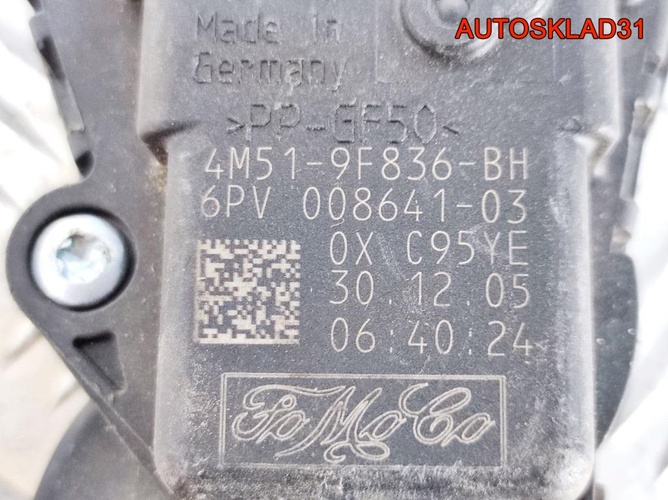 AUTOSKLAD31
Made in
Germany
>PP-GF50<
4M51-9F836-BH
6PV 008641-03
0X C95YE
30.12.05
06:40:24
FoMoCo